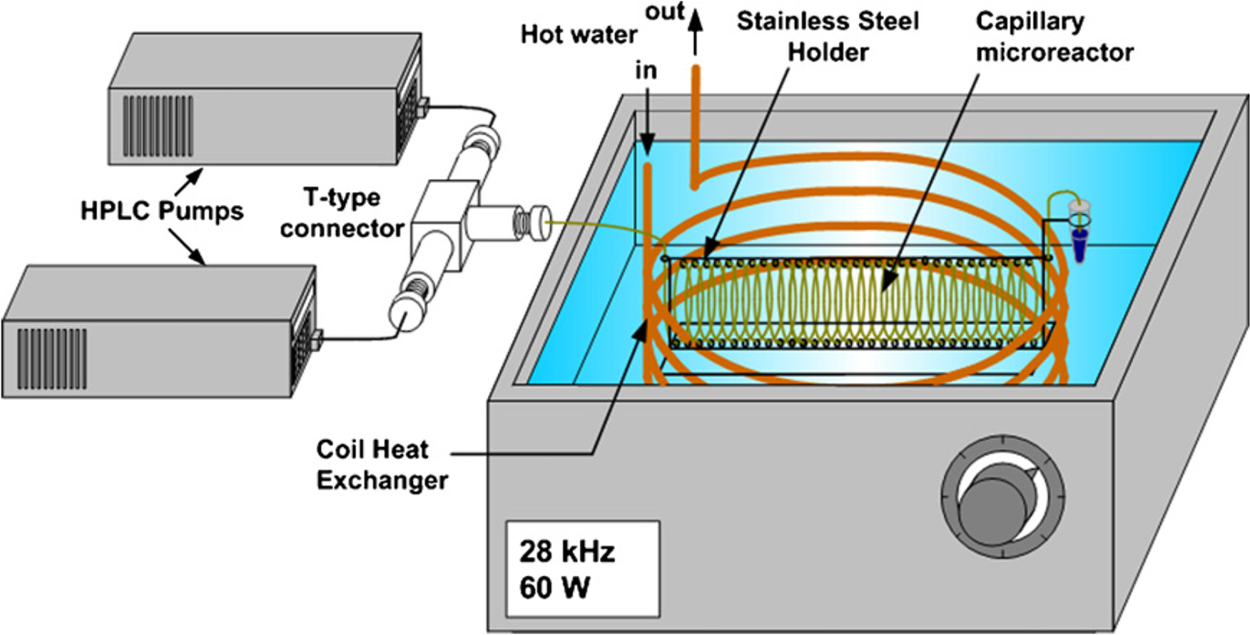 out
Hot water
in
Stainless Steel
Holder
Capillary
microreactor
HPLC Pumps
T-type
connector
Coil Heat
Exchanger
28 kHz
60 W